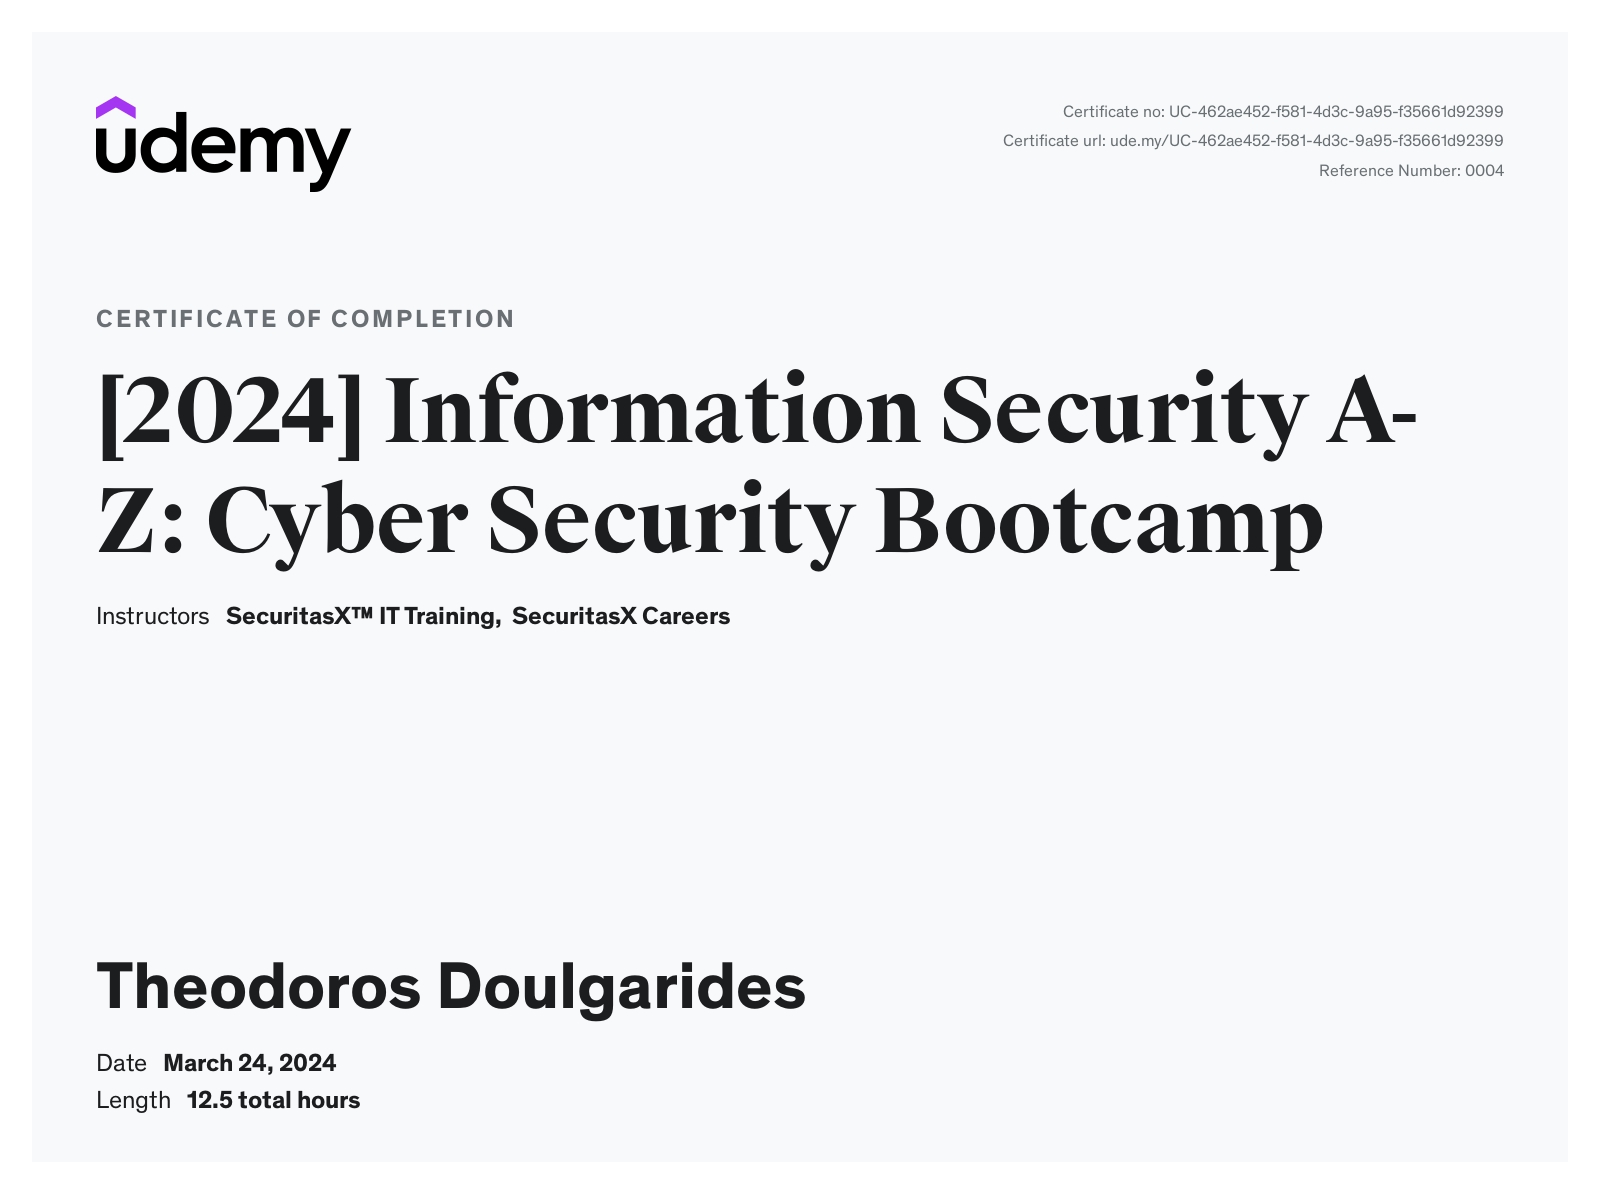 udemy
Certificate no: UC-462ae452-f581-4d3c-9a95-f35661d92399
Certificate url: ude.my/UC-462ae452-f581-4d3c-9a95-f35661d92399
Reference Number: 0004
CERTIFICATE OF COMPLETION
[2024] Information Security A-
Z: Cyber Security Bootcamp
Instructors SecuritasX™ IT Training, SecuritasX Careers
Theodoros Doulgarides
Date March 24, 2024
Length 12.5 total hours